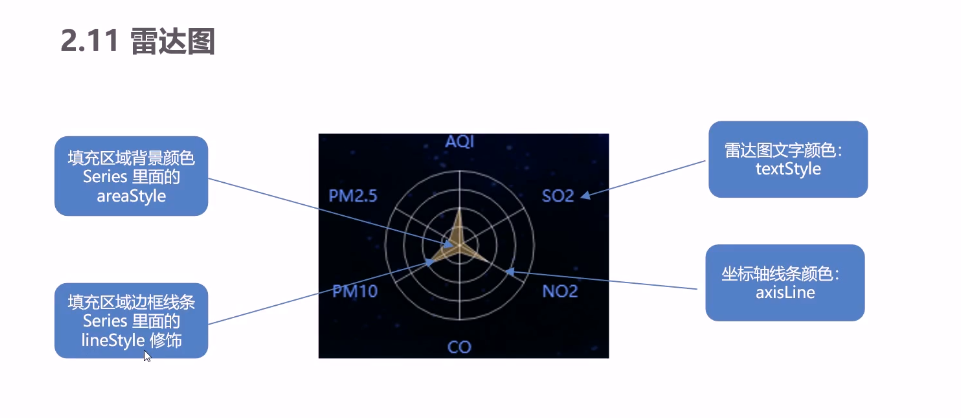 2.11 雷达图
填充区域背景颜色
Series 里面的
areaStyle
填充区域边框线条
Series 里面的
lineStyle 修饰
AQI
PM2.5
SO2
PM10
NO2
CO
雷达图文字颜色：
textStyle
坐标轴线条颜色：
axisLine